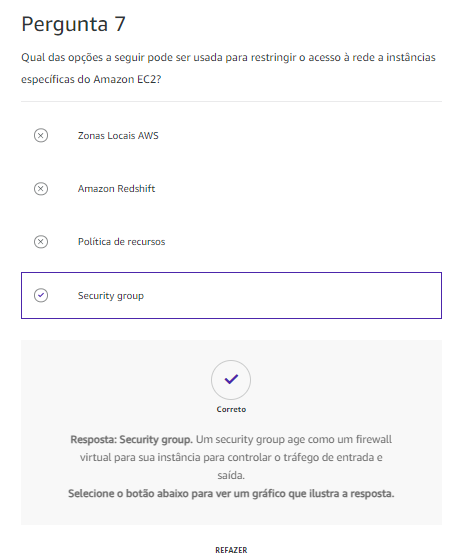 Pergunta 7
Qual das opções a seguir pode ser usada para restringir o acesso à rede a instâncias
específicas do Amazon EC2?
Zonas Locais AWS
Amazon Redshift
Política de recursos
Security group
Correto
Resposta: Security group. Um security group age como um firewall
virtual para sua instância para controlar o tráfego de entrada e
saída.
Selecione o botão abaixo para ver um gráfico que ilustra a resposta.
REFAZER